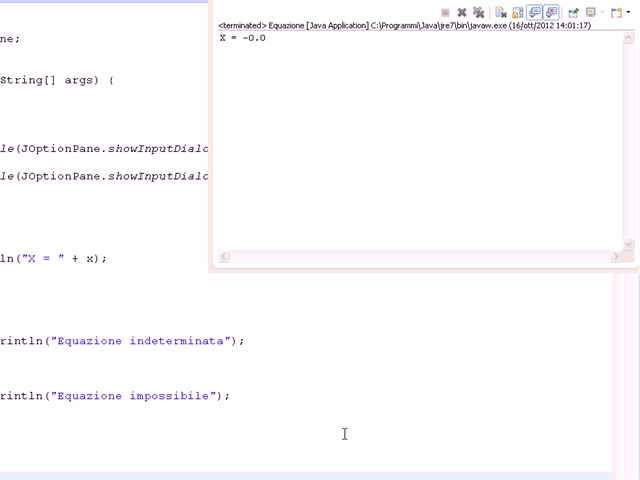 <terminated> Equazione [Java Application] C:\Programmi\Java\jre7\bin\javaw.exe (16/ott/2012 14:01:17)
X = -0.0
ne;
String[] args) {
le(JOptionPane.showInputDialo
le(JOptionPane.showInputDialo
ln("X = " + x);
rintln("Equazione indeterminata");
rintln("Equazione impossibile");